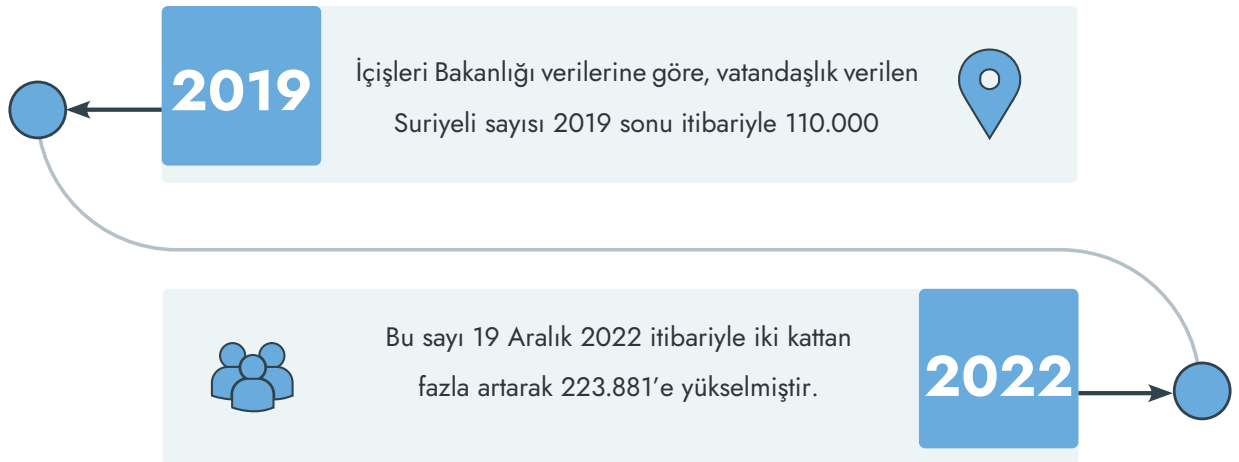 2019
İçişleri Bakanlığı verilerine göre, vatandaşlık verilen
Suriyeli sayısı 2019 sonu itibariyle 110.000
Bu sayı 19 Aralık 2022 itibariyle iki kattan
fazla artarak 223.881’e yükselmiştir.
2022